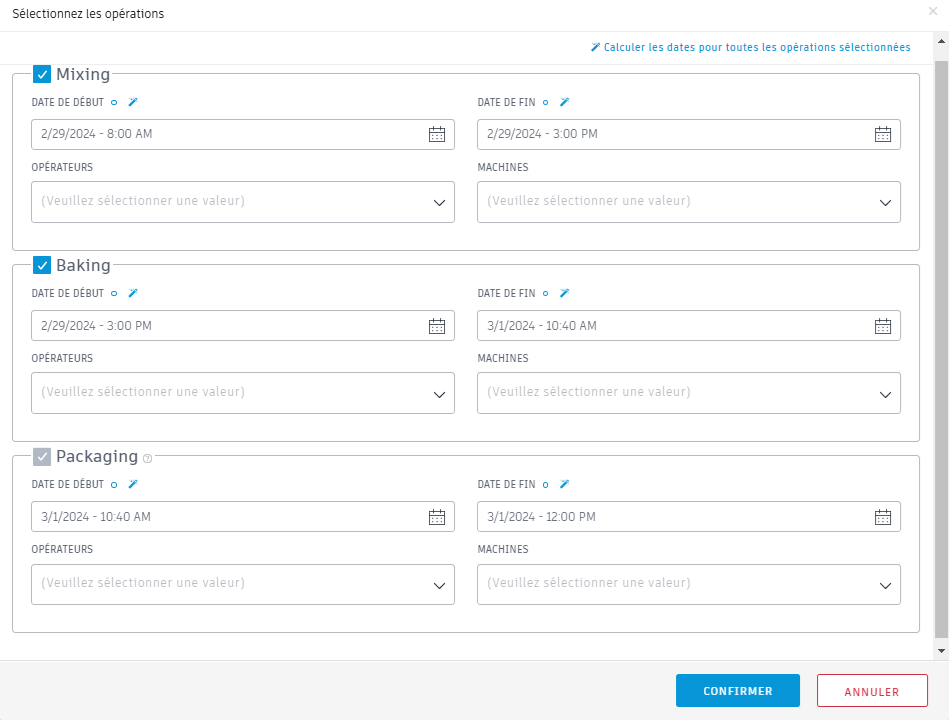 Sélectionnez les opérations
Calculer les dates pour toutes les opérations sélectionnées
Mixing
DATE DE DÉBUT
DATE DE FIN
2/29/2024 - 8:00 AM
2/29/2024 - 3:00 PM
OPÉRATEURS
MACHINES
(Veuillez sélectionner une valeur)
(Veuillez sélectionner une valeur)
Baking
DATE DE DÉBUT
DATE DE FIN
2/29/2024 - 3:00 PM
3/1/2024 - 10:40 AM
OPÉRATEURS
MACHINES
(Veuillez sélectionner une valeur)
(Veuillez sélectionner une valeur)
Packaging
DATE DE DÉBUT
DATE DE FIN
3/1/2024 - 10:40 AM
3/1/2024 - 12:00 PM
OPÉRATEURS
MACHINES
(Veuillez sélectionner une valeur)
(Veuillez sélectionner une valeur)
CONFIRMER
ANNULER